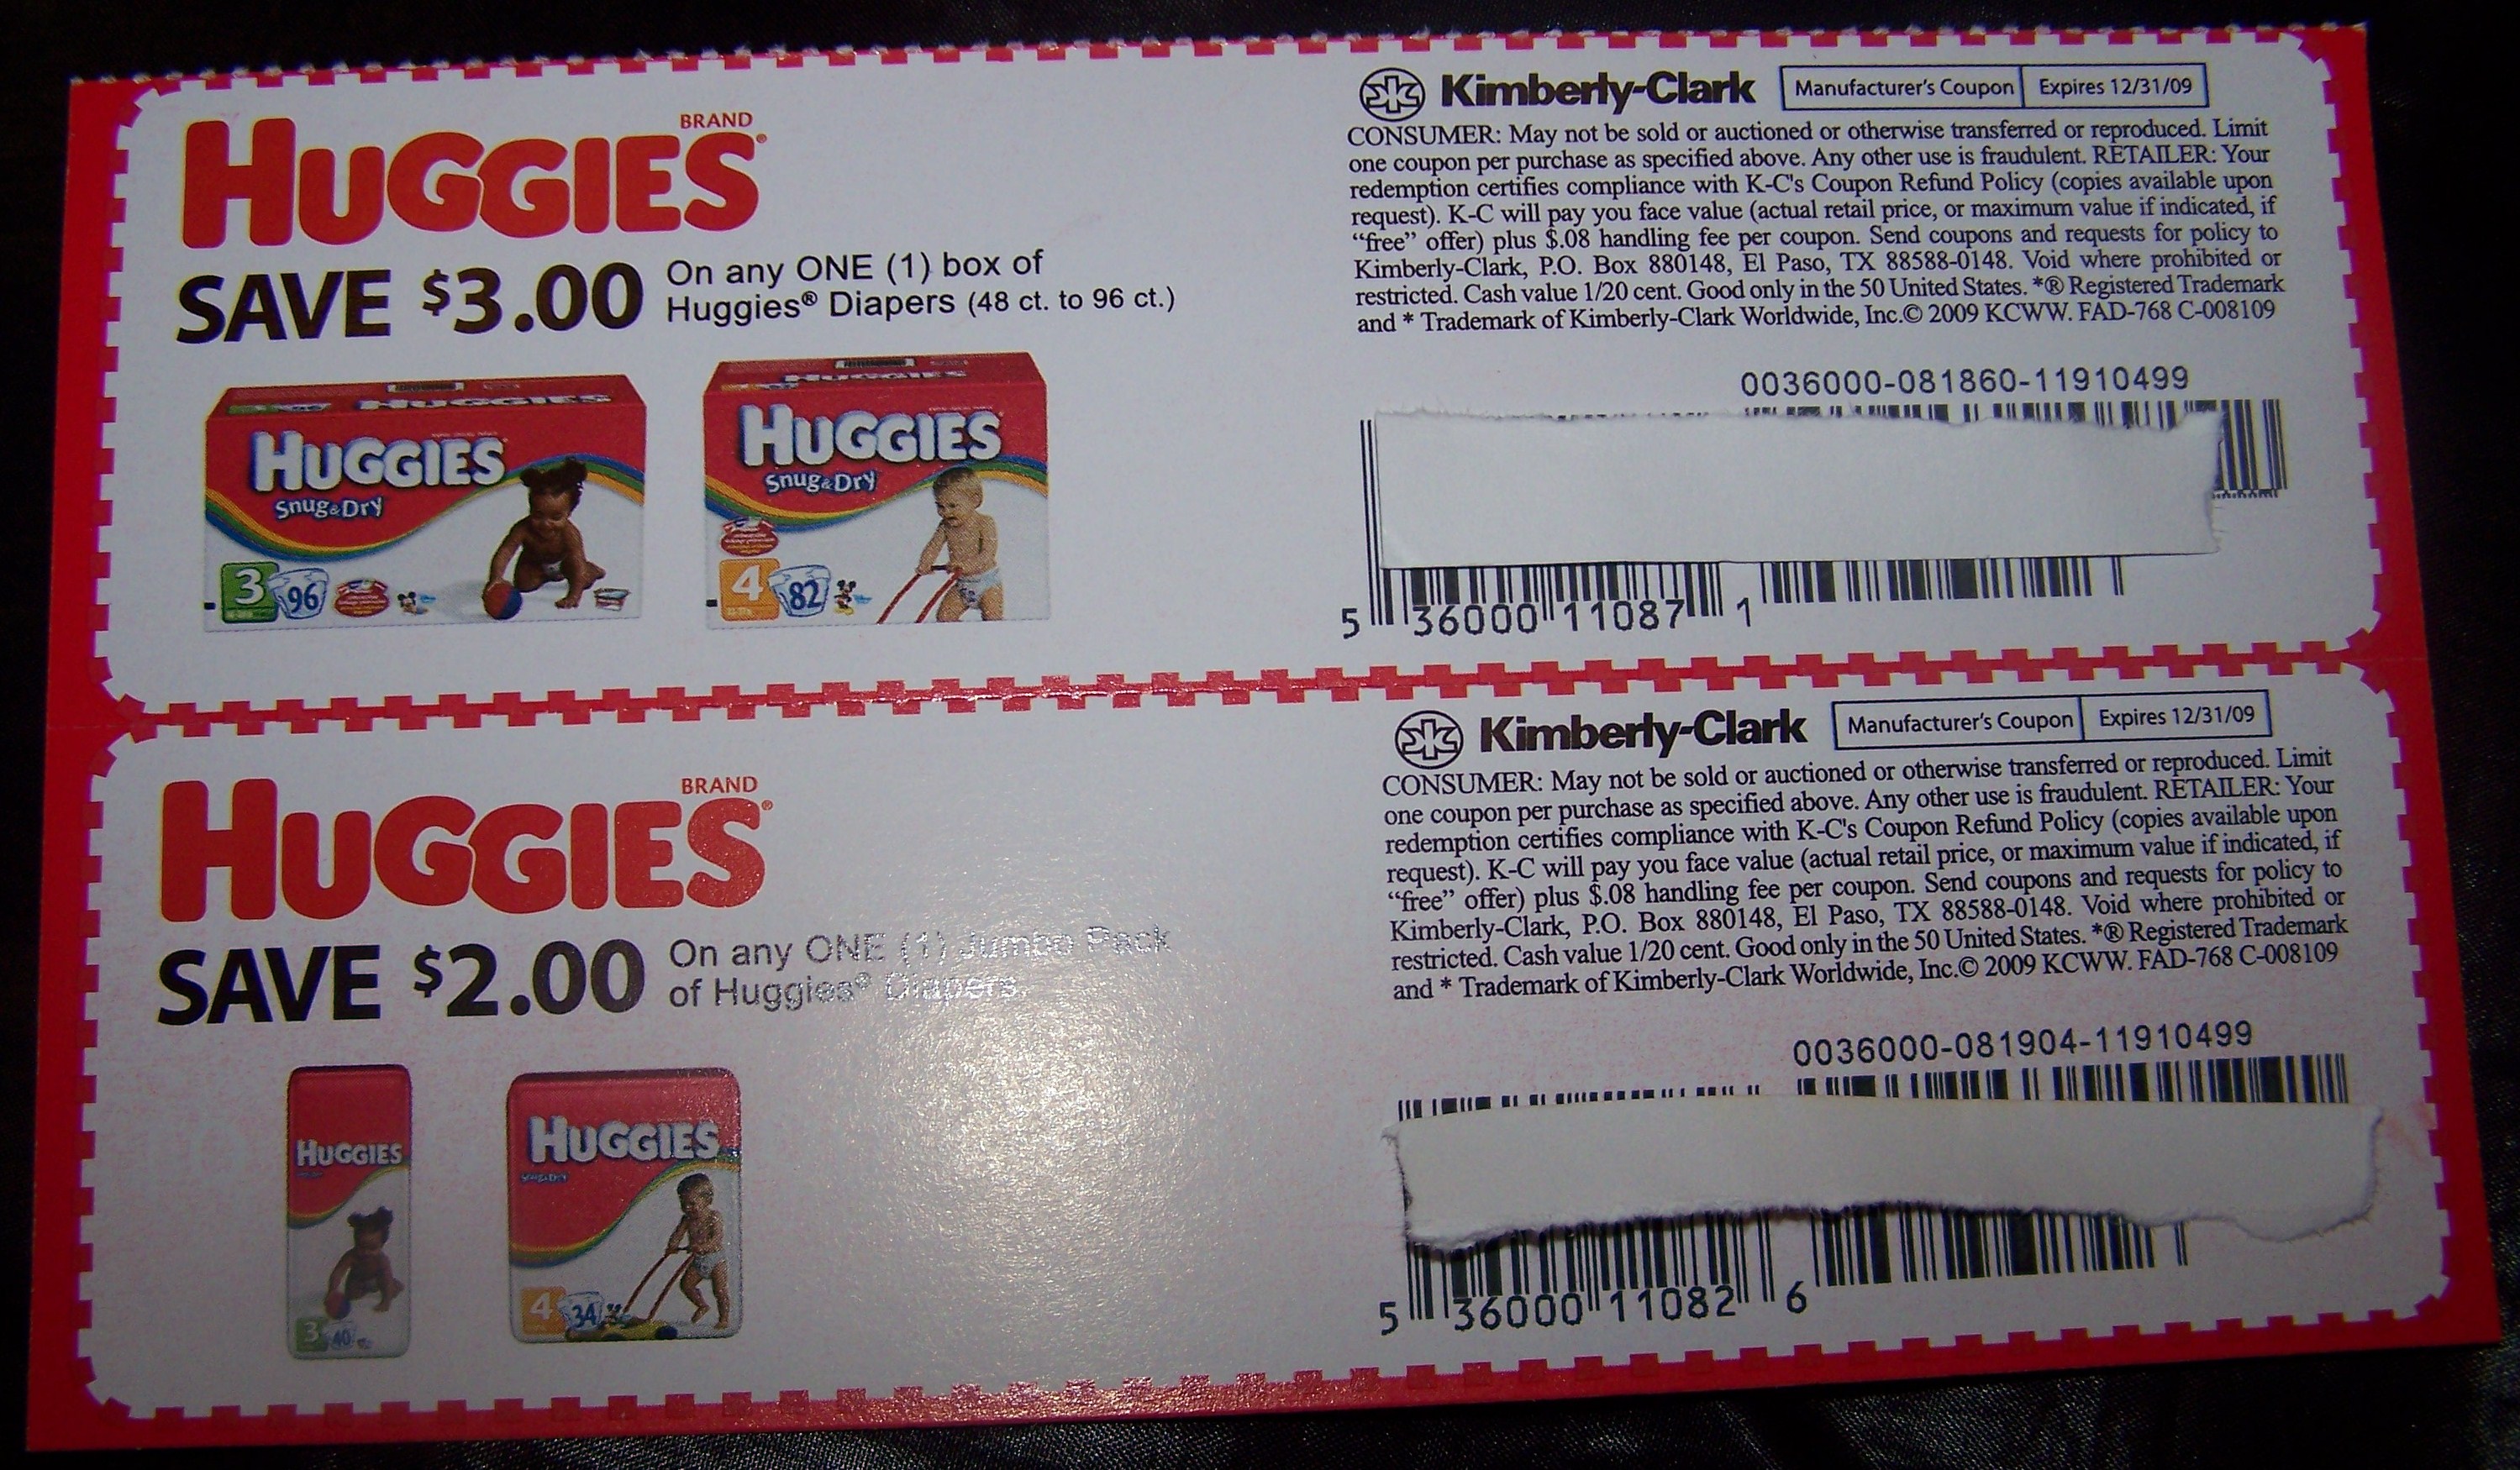 BRAND
HUGGIES®
SAVE $3.00
On any ONE (1) box of
Huggies® Diapers (48 ct. to 96 ct.)
HUGGIES
HUGGIES
Snug & Dry
3 96
HUGGIES
HUGGIES
Snug & Dry
4 82
Kimberly-Clark Manufacturer's Coupon Expires 12/31/09
CONSUMER: May not be sold or auctioned or otherwise transferred or reproduced. Limit
one coupon per purchase as specified above. Any other use is fraudulent. RETAILER: Your
redemption certifies compliance with K-C's Coupon Refund Policy (copies available upon
request). K-C will pay you face value (actual retail price, or maximum value if indicated, if
“free” offer) plus $.08 handling fee per coupon. Send coupons and requests for policy to
Kimberly-Clark, P.O. Box 880148, El Paso, TX 88588-0148. Void where prohibited or
restricted. Cash value 1/20 cent. Good only in the 50 United States. *® Registered Trademark
and * Trademark of Kimberly-Clark Worldwide, Inc.© 2009 KCWW. FAD-768 C-008109
0036000-081860-11910499
5 36000 11087 1
BRAND
HUGGIES®
SAVE $2.00
On any ONE (1) Jumbo Pack
of Huggies® Diapers
HUGGIES
3 40
HUGGIES
Snug & Dry
4 34
Kimberly-Clark Manufacturer's Coupon Expires 12/31/09
CONSUMER: May not be sold or auctioned or otherwise transferred or reproduced. Limit
one coupon per purchase as specified above. Any other use is fraudulent. RETAILER: Your
redemption certifies compliance with K-C's Coupon Refund Policy (copies available upon
request). K-C will pay you face value (actual retail price, or maximum value if indicated, if
“free” offer) plus $.08 handling fee per coupon. Send coupons and requests for policy to
Kimberly-Clark, P.O. Box 880148, El Paso, TX 88588-0148. Void where prohibited or
restricted. Cash value 1/20 cent. Good only in the 50 United States. *® Registered Trademark
and * Trademark of Kimberly-Clark Worldwide, Inc.© 2009 KCWW. FAD-768 C-008109
0036000-081904-11910499
5 36000 11082 6